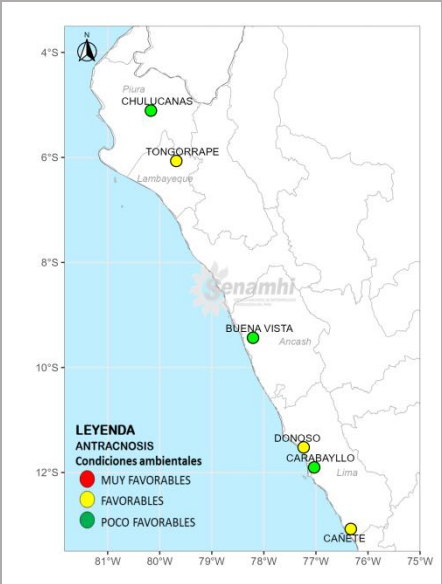 N
4°S
Piura
CHULUCANAS
TONGORRAPE
6°S
Lambayeque
8°S
Senamhi
BUENA VISTA
Ancash
10°S
LEYENDA
ANTRACNOSIS
Condiciones ambientales
MUY FAVORABLES
FAVORABLES
POCO FAVORABLES
DONOSO
CARABAYLLO
12°S
Lima
CAÑETE
81°W 80°W 79°W 78°W 77°W 76°W 75°W